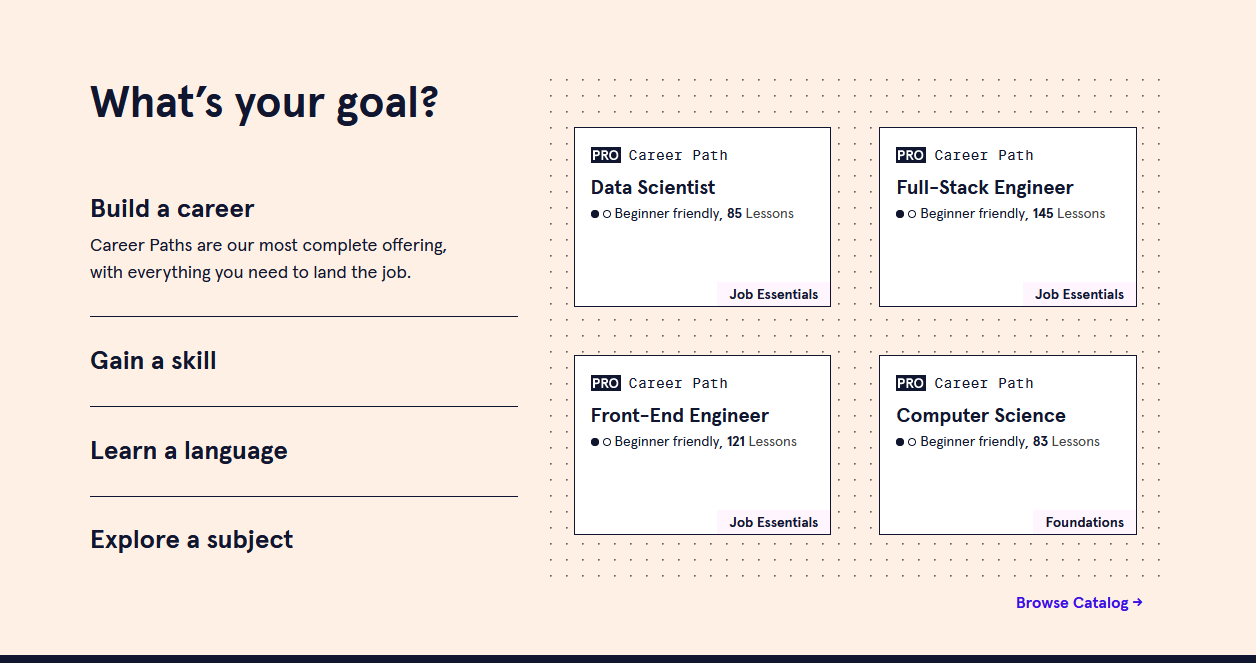 What’s your goal?
Build a career
Career Paths are our most complete offering,
with everything you need to land the job.
Gain a skill
Learn a language
Explore a subject
PRO Career Path
Data Scientist
Beginner friendly, 85 Lessons
Job Essentials
PRO Career Path
Full-Stack Engineer
Beginner friendly, 145 Lessons
Job Essentials
PRO Career Path
Front-End Engineer
Beginner friendly, 121 Lessons
Job Essentials
PRO Career Path
Computer Science
Beginner friendly, 83 Lessons
Foundations
Browse Catalog →